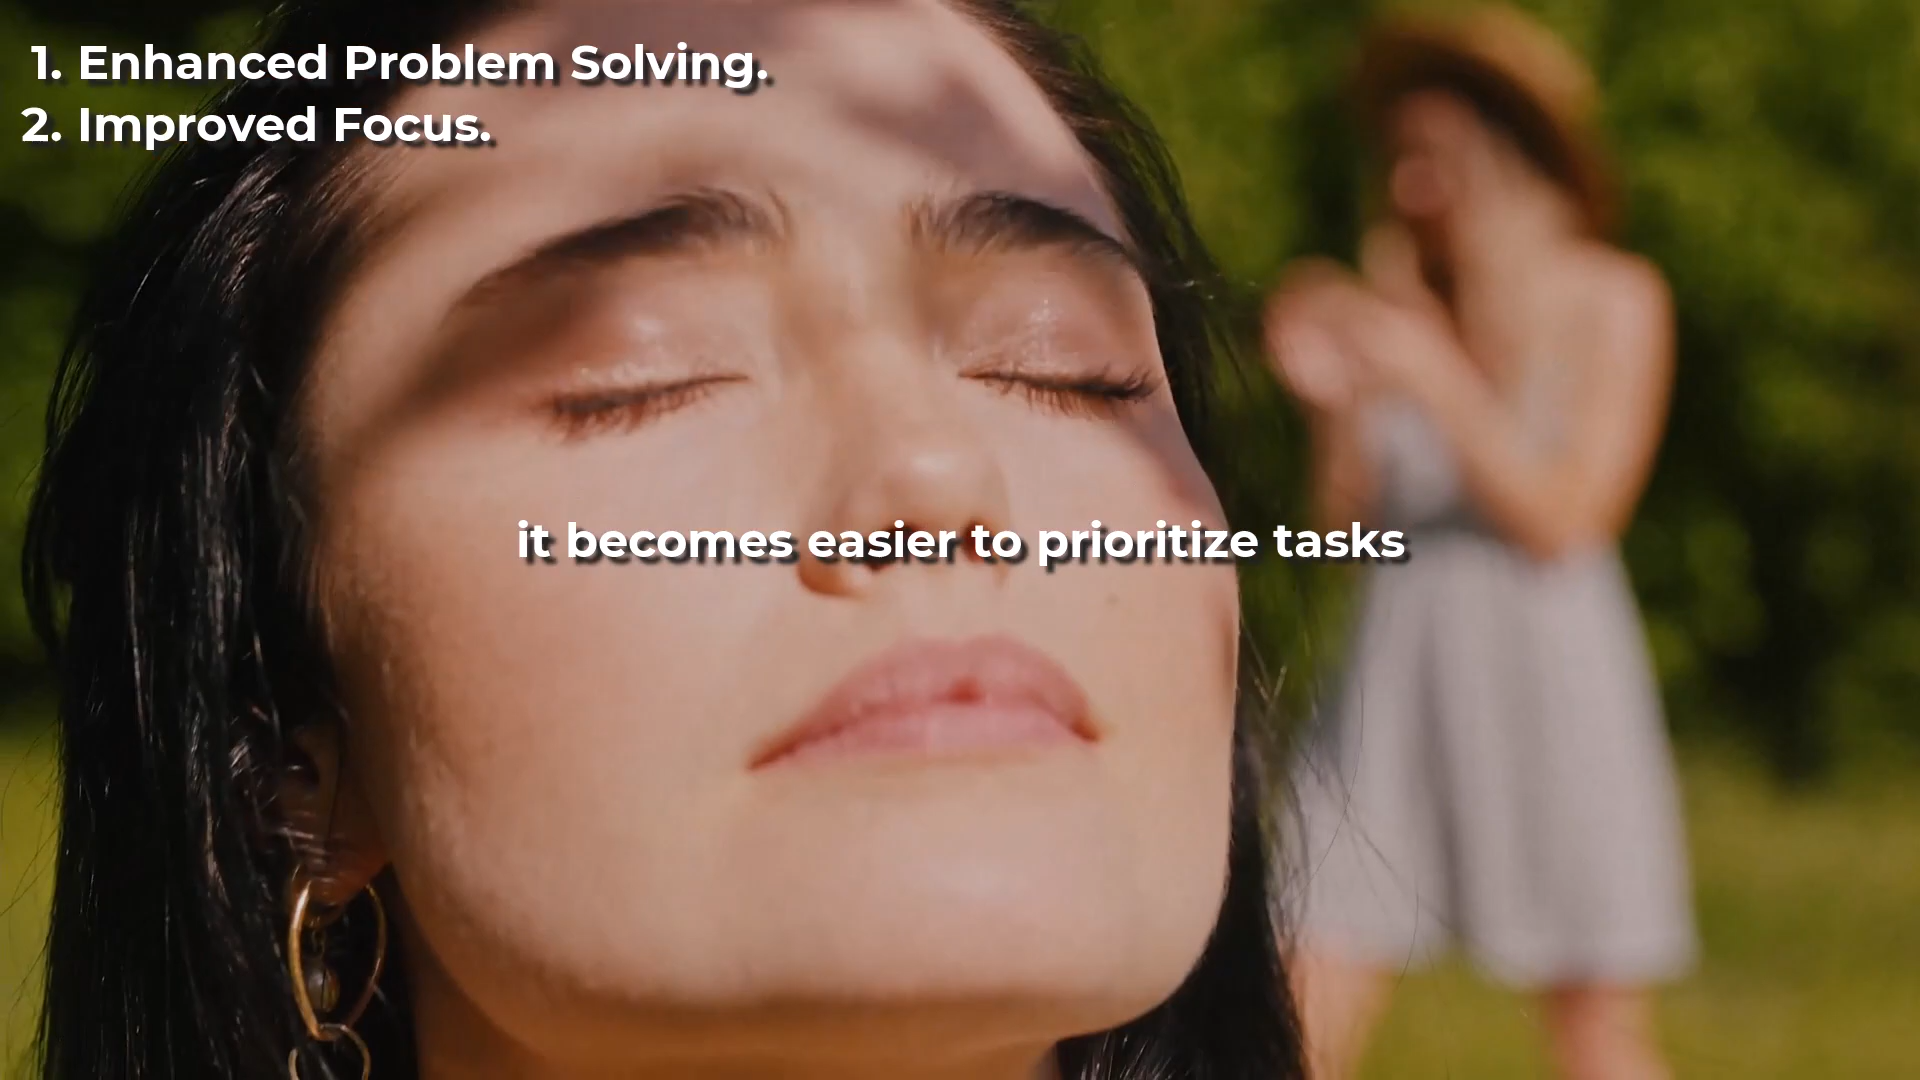 1. Enhanced Problem Solving.
2. Improved Focus.
it becomes easier to prioritize tasks